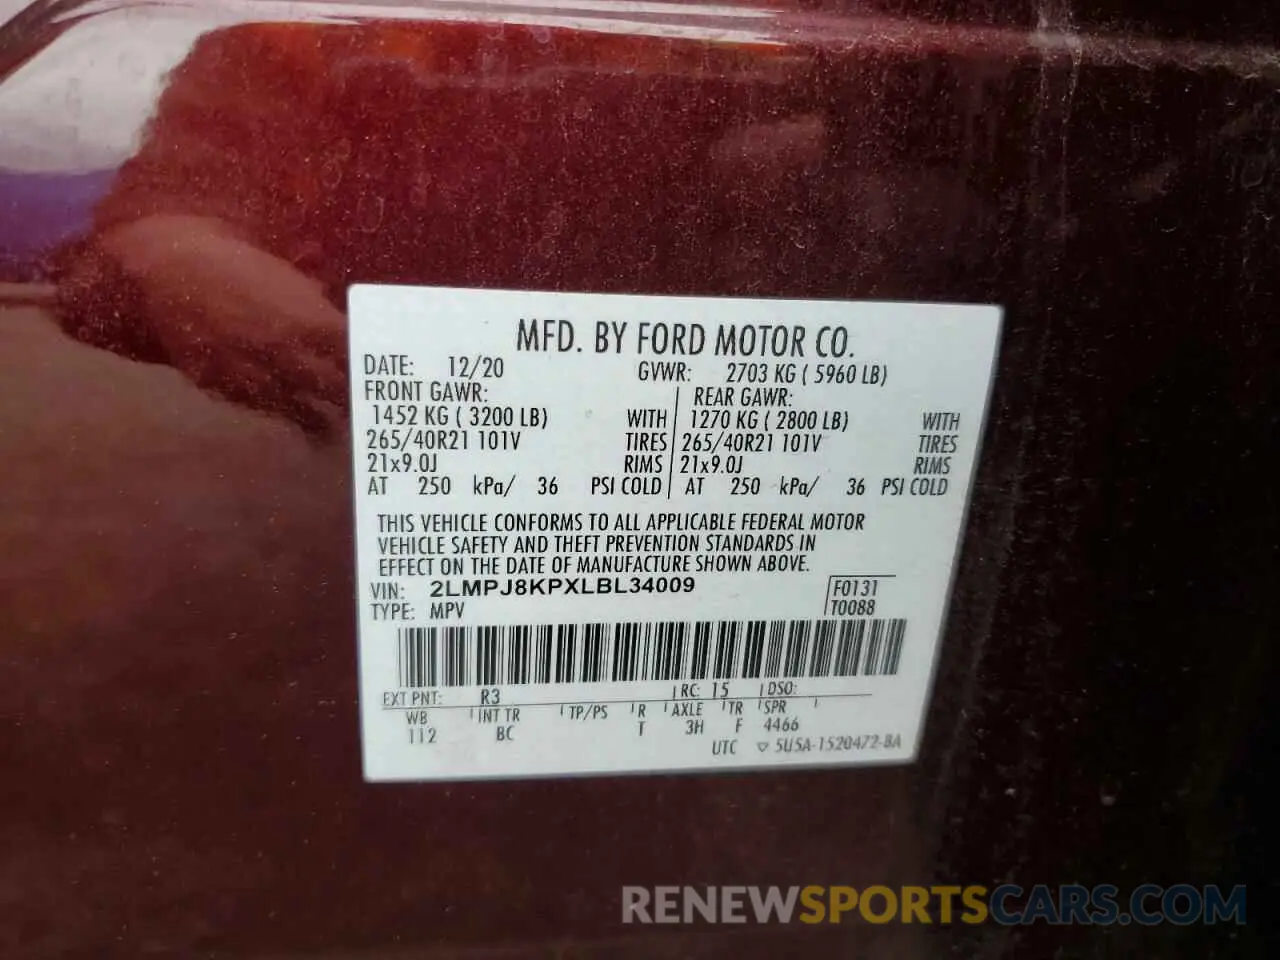 MFD. BY FORD MOTOR CO.
DATE: 12/20 GVWR: 2703 KG ( 5960 LB)
FRONT GAWR: REAR GAWR:
1452 KG ( 3200 LB) WITH 1270 KG ( 2800 LB) WITH
265/40R21 101V TIRES 265/40R21 101V TIRES
21x9.0J RIMS 21x9.0J RIMS
AT 250 kPa/ 36 PSI COLD AT 250 kPa/ 36 PSI COLD
THIS VEHICLE CONFORMS TO ALL APPLICABLE FEDERAL MOTOR
VEHICLE SAFETY AND THEFT PREVENTION STANDARDS IN
EFFECT ON THE DATE OF MANUFACTURE SHOWN ABOVE.
VIN: 2LMPJ8KPXLBL34009 F0131
TYPE: MPV T0088
EXT PNT: R3 RC: 15 DSO:
WB INT TR TP/PS R AXLE TR SPR
112 BC T 3H F 4466
UTC ▽ 5U5A-1520472-BA
RENEWSPORTSCARS.COM